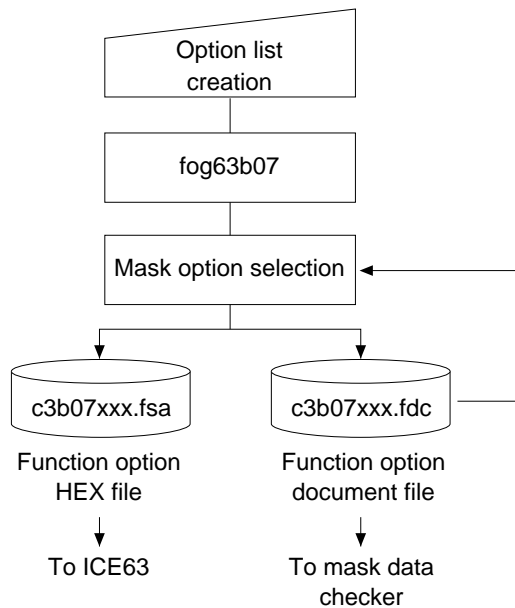 Option list
creation
fog63b07
Mask option selection
c3b07xxx.fsa
c3b07xxx.fdc
Function option
HEX file
Function option
document file
To ICE63
To mask data
checker